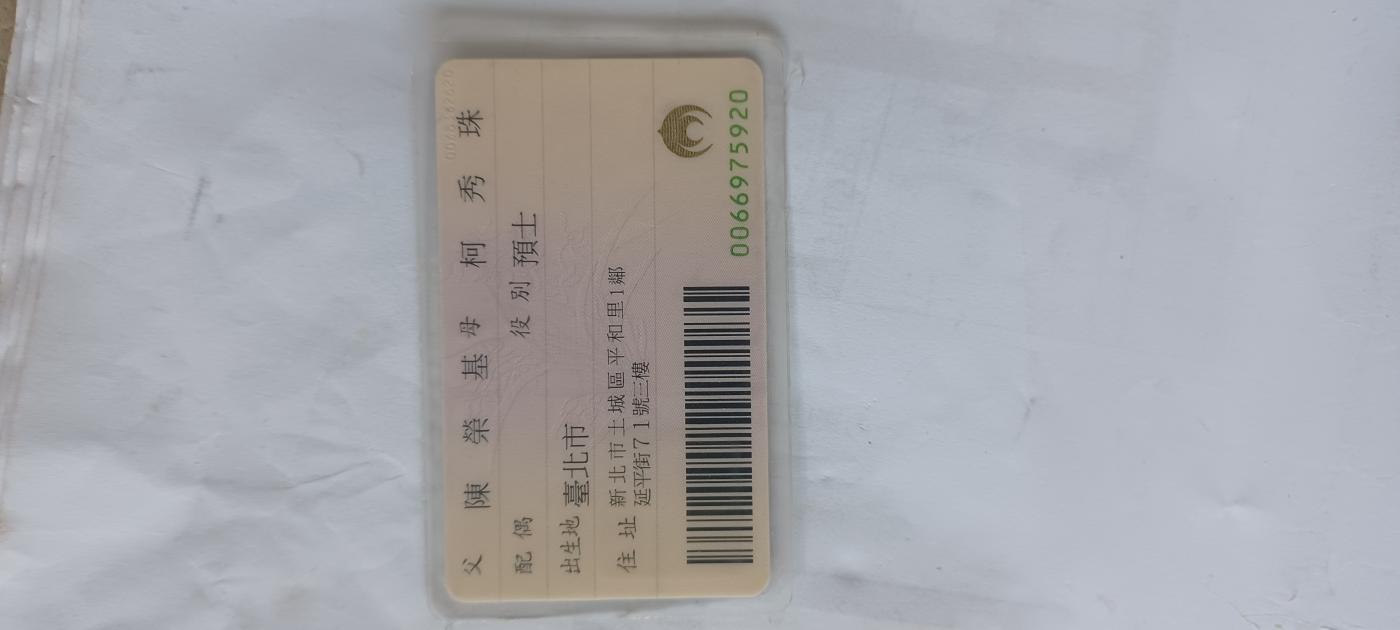 父 陳榮基 母 柯秀珠
配偶 役別 預士
出生地 臺北市
住址 新北市土城區平和里1鄰
延平街71號三樓
0066975920